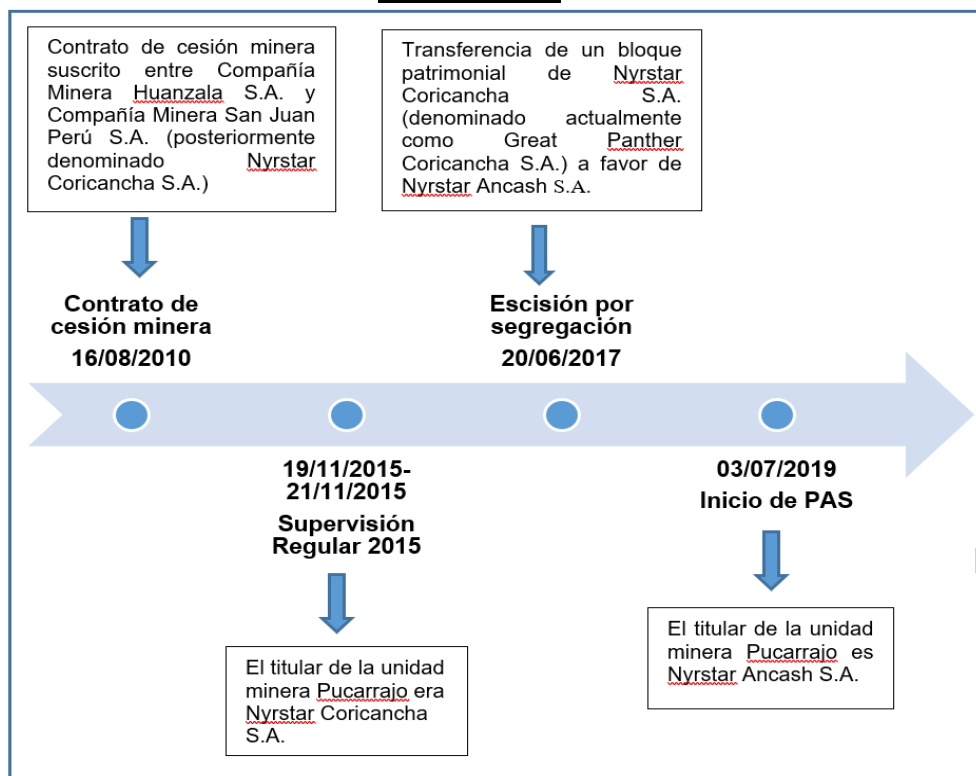 Contrato de cesión minera
suscrito entre Compañía
Minera Huanzala S.A. y
Compañía Minera San Juan
Perú S.A. (posteriormente
denominado Nyrstar
Coricancha S.A.)
Transferencia de un bloque
patrimonial de Nyrstar
Coricancha S.A.
(denominado actualmente
como Great Panther
Coricancha S.A.) a favor de
Nyrstar Ancash S.A.
Contrato de
cesión minera
16/08/2010
Escisión por
segregación
20/06/2017
19/11/2015-
21/11/2015
Supervisión
Regular 2015
03/07/2019
Inicio de PAS
El titular de la unidad
minera Pucarrajo era
Nyrstar Coricancha
S.A.
El titular de la unidad
minera Pucarrajo es
Nyrstar Ancash S.A.